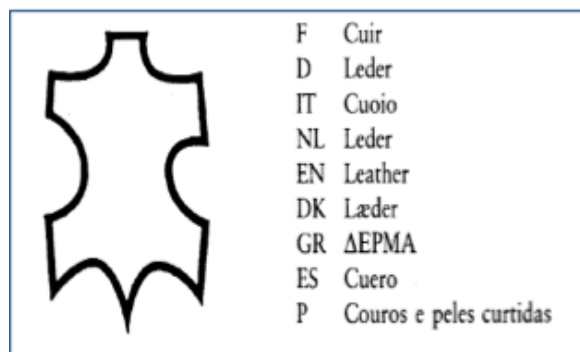 F Cuir
D Leder
IT Cuoio
NL Leder
EN Leather
DK Læder
GR ΔΕΡΜΑ
ES Cuero
P Couros e peles curtidas